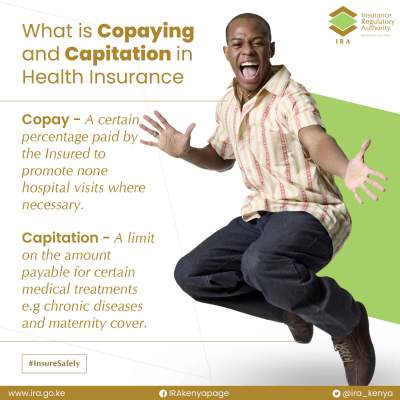 What is Copaying
and Capitation in
Health Insurance
Insurance
Regulatory
Authority
IRA
Copay - A certain
percentage paid by
the Insured to
promote none
hospital visits where
necessary.
Capitation - A limit
on the amount
payable for certain
medical treatments
e.g chronic diseases
and maternity cover.
#InsureSafely
www.ira.go.ke
IRAkenyapage
@ira_kenya